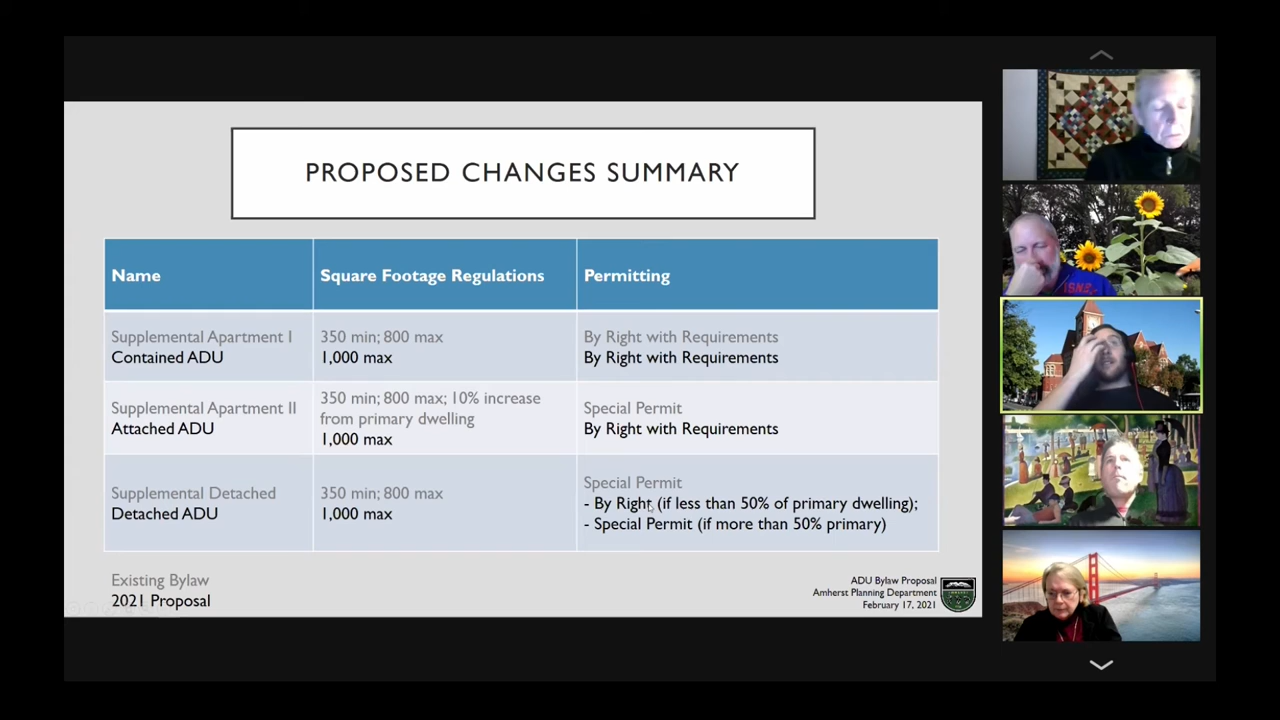 PROPOSED CHANGES SUMMARY
Name
Square Footage Regulations
Permitting
Supplemental Apartment I
Contained ADU
350 min; 800 max
1,000 max
By Right with Requirements
By Right with Requirements
Supplemental Apartment II
Attached ADU
350 min; 800 max; 10% increase
from primary dwelling
1,000 max
Special Permit
By Right with Requirements
Supplemental Detached
Detached ADU
350 min; 800 max
1,000 max
Special Permit
- By Right (if less than 50% of primary dwelling);
- Special Permit (if more than 50% primary)
Existing Bylaw
2021 Proposal
ADU Bylaw Proposal
Amherst Planning Department
February 17, 2021